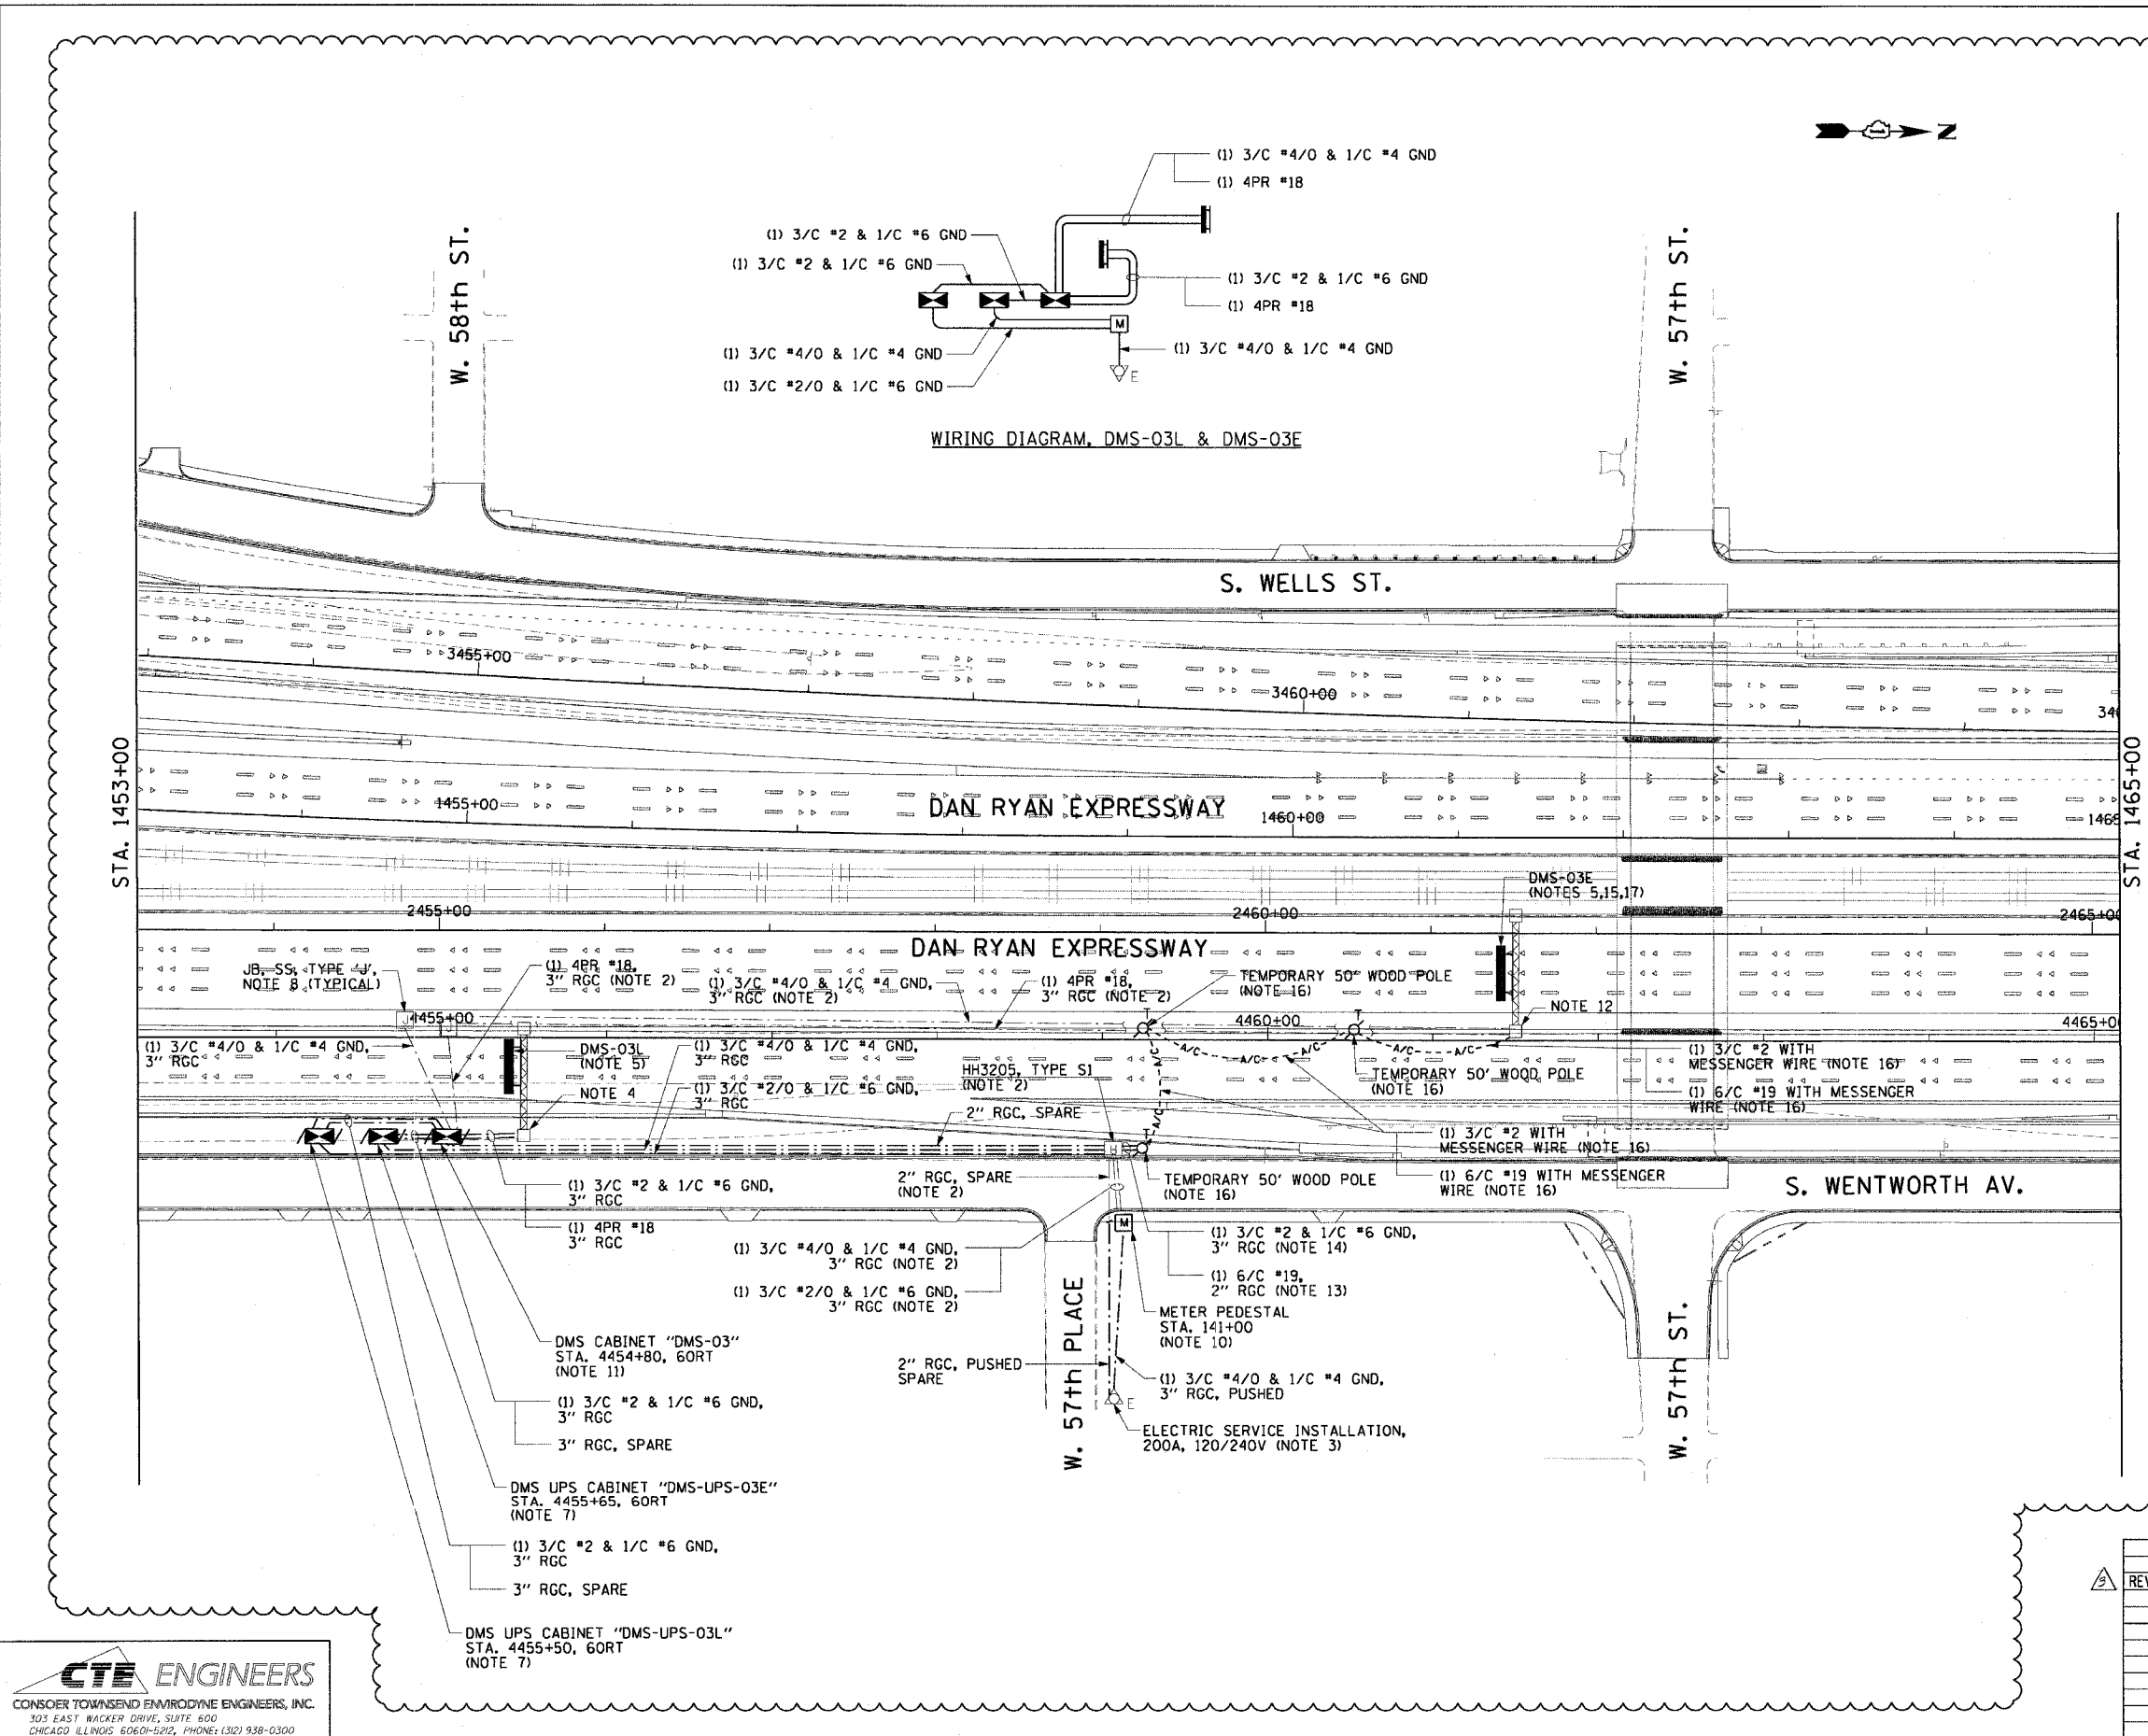 N
(1) 3/C #4/0 & 1/C #4 GND
(1) 4PR #18
(1) 3/C #2 & 1/C #6 GND
(1) 3/C #2 & 1/C #6 GND
(1) 3/C #2 & 1/C #6 GND
(1) 4PR #18
M
(1) 3/C #4/0 & 1/C #4 GND
(1) 3/C #4/0 & 1/C #4 GND
(1) 3/C #2/0 & 1/C #6 GND
E
WIRING DIAGRAM, DMS-03L & DMS-03E
W. 58th ST.
W. 57th ST.
S. WELLS ST.
3455+00
3460+00
34
STA. 1453+00
STA. 1465+00
1455+00
DAN RYAN EXPRESSWAY
1460+00
1465
DMS-03E
(NOTES 5,15,17)
2455+00
2460+00
2465+00
DAN RYAN EXPRESSWAY
JB, SS, TYPE "J",
NOTE 8 (TYPICAL)
(1) 4PR #18,
3" RGC (NOTE 2)
(1) 3/C #4/0 & 1/C #4 GND,
3" RGC (NOTE 2)
(1) 4PR #18,
3" RGC (NOTE 2)
TEMPORARY 50' WOOD POLE
(NOTE 16)
NOTE 12
4455+00
4460+00
4465+00
(1) 3/C #4/0 & 1/C #4 GND,
3" RGC
DMS-03L
(NOTE 5)
NOTE 4
(1) 3/C #4/0 & 1/C #4 GND,
3" RGC
(1) 3/C #2/0 & 1/C #6 GND,
3" RGC
HH3205, TYPE S1
(NOTE 2)
A/C
A/C
A/C
A/C
A/C
A/C
A/C
TEMPORARY 50' WOOD POLE
(NOTE 16)
(1) 3/C #2 WITH
MESSENGER WIRE (NOTE 16)
(1) 6/C #19 WITH MESSENGER
WIRE (NOTE 16)
2" RGC, SPARE
(1) 3/C #2 WITH
MESSENGER WIRE (NOTE 16)
(1) 6/C #19 WITH MESSENGER
WIRE (NOTE 16)
H
2" RGC, SPARE
(NOTE 2)
TEMPORARY 50' WOOD POLE
(NOTE 16)
S. WENTWORTH AV.
(1) 3/C #2 & 1/C #6 GND,
3" RGC
(1) 4PR #18
3" RGC
M
(1) 3/C #4/0 & 1/C #4 GND,
3" RGC (NOTE 2)
(1) 3/C #2/0 & 1/C #6 GND,
3" RGC (NOTE 2)
(1) 3/C #2 & 1/C #6 GND,
3" RGC (NOTE 14)
(1) 6/C #19,
2" RGC (NOTE 13)
METER PEDESTAL
STA. 141+00
(NOTE 10)
W. 57th PLACE
W. 57th ST.
DMS CABINET "DMS-03"
STA. 4454+80, 60RT
(NOTE 11)
2" RGC, PUSHED
SPARE
(1) 3/C #4/0 & 1/C #4 GND,
3" RGC, PUSHED
E
ELECTRIC SERVICE INSTALLATION,
200A, 120/240V (NOTE 3)
(1) 3/C #2 & 1/C #6 GND,
3" RGC
3" RGC, SPARE
DMS UPS CABINET "DMS-UPS-03E"
STA. 4455+65, 60RT
(NOTE 7)
(1) 3/C #2 & 1/C #6 GND,
3" RGC
3" RGC, SPARE
DMS UPS CABINET "DMS-UPS-03L"
STA. 4455+50, 60RT
(NOTE 7)
3
REV
CTE ENGINEERS
CONSOER TOWNSEND ENVIRODYNE ENGINEERS, INC.
303 EAST WACKER DRIVE, SUITE 600
CHICAGO ILLINOIS 60601-5212, PHONE: (312) 938-0300